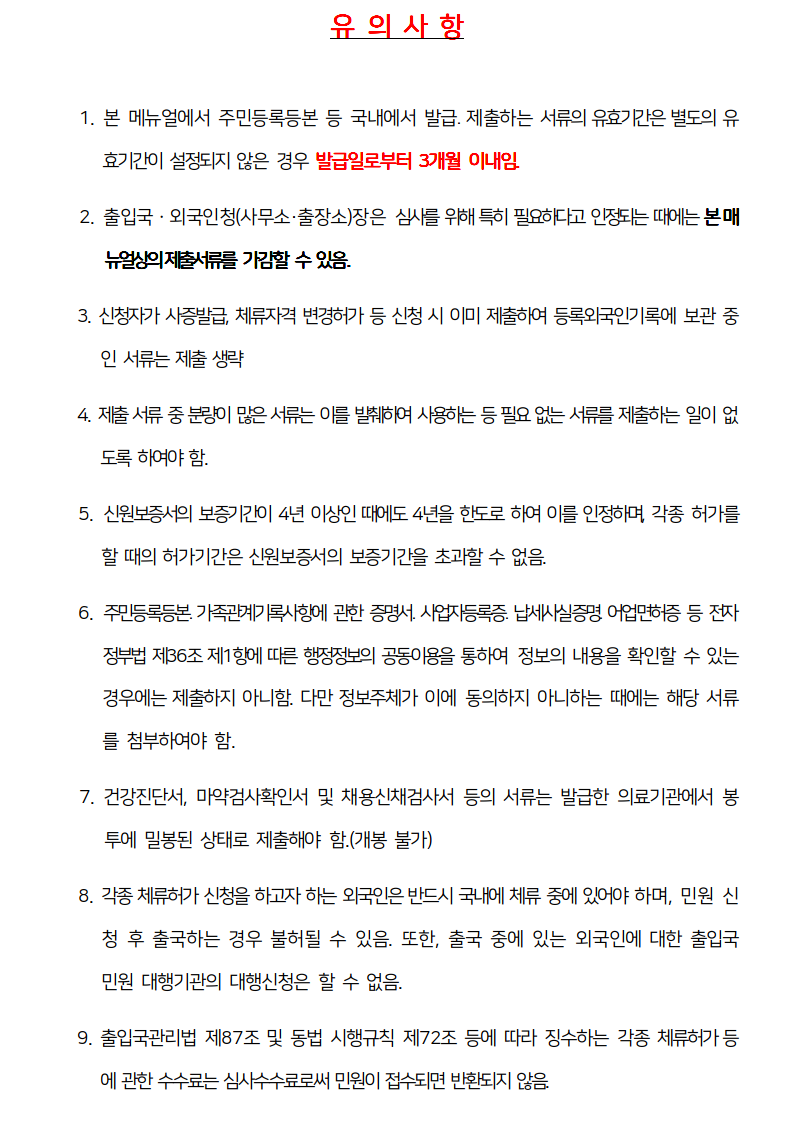 유 의 사 항
1. 본 메뉴얼에서 주민등록등본 등 국내에서 발급․제출하는 서류의 유효기간은 별도의 유
효기간이 설정되지 않은 경우 발급일로부터 3개월 이내임.
2. 출입국ㆍ외국인청(사무소·출장소)장은 심사를 위해 특히 필요하다고 인정되는 때에는 본 매
뉴얼상의 제출서류를 가감할 수 있음.
3. 신청자가 사증발급, 체류자격 변경허가 등 신청 시 이미 제출하여 등록외국인기록에 보관 중
인 서류는 제출 생략
4. 제출 서류 중 분량이 많은 서류는 이를 발췌하여 사용하는 등 필요 없는 서류를 제출하는 일이 없
도록 하여야 함.
5. 신원보증서의 보증기간이 4년 이상인 때에도 4년을 한도로 하여 이를 인정하며, 각종 허가를
할 때의 허가기간은 신원보증서의 보증기간을 초과할 수 없음.
6. 주민등록등본․가족관계기록사항에 관한 증명서․사업자등록증․납세사실증명․어업면허증 등 전자
정부법 제36조 제1항에 따른 행정정보의 공동이용을 통하여 정보의 내용을 확인할 수 있는
경우에는 제출하지 아니함. 다만 정보주체가 이에 동의하지 아니하는 때에는 해당 서류
를 첨부하여야 함.
7. 건강진단서, 마약검사확인서 및 채용신채검사서 등의 서류는 발급한 의료기관에서 봉
투에 밀봉된 상태로 제출해야 함.(개봉 불가)
8. 각종 체류허가 신청을 하고자 하는 외국인은 반드시 국내에 체류 중에 있어야 하며, 민원 신
청 후 출국하는 경우 불허될 수 있음. 또한, 출국 중에 있는 외국인에 대한 출입국
민원 대행기관의 대행신청은 할 수 없음.
9. 출입국관리법 제87조 및 동법 시행규칙 제72조 등에 따라 징수하는 각종 체류허가 등
에 관한 수수료는 심사수수료로써 민원이 접수되면 반환되지 않음.